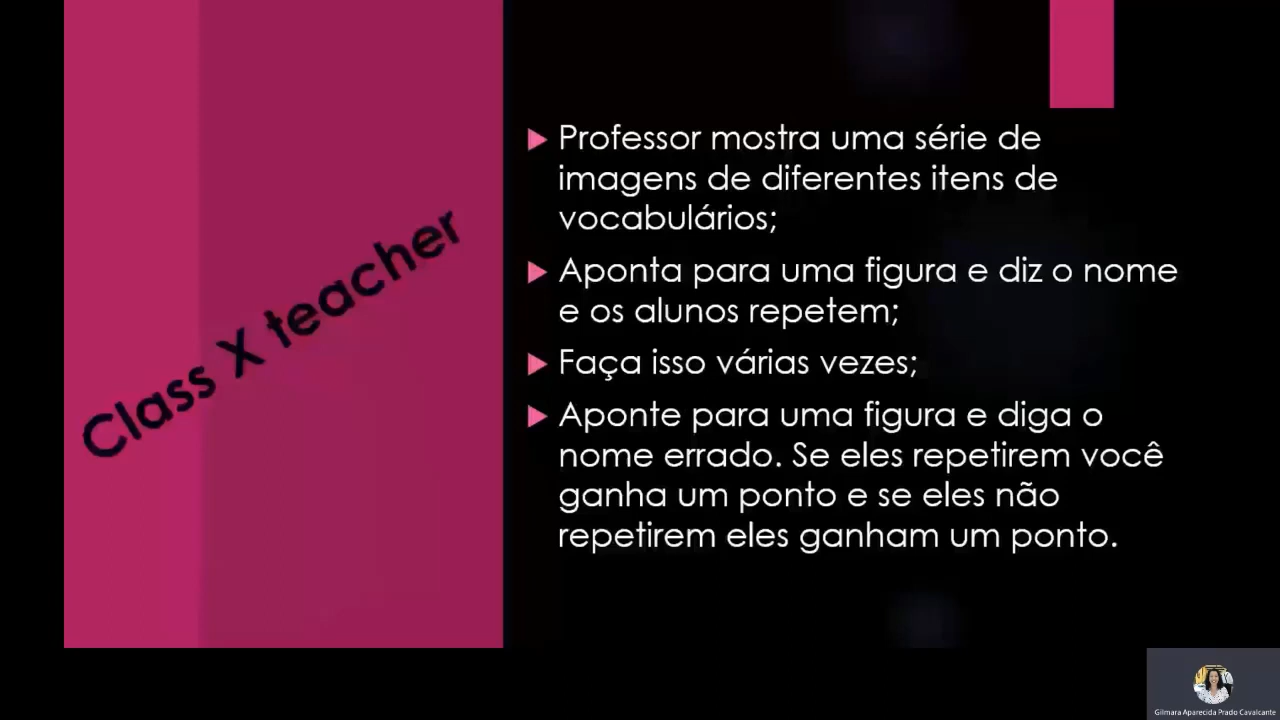 Class X teacher
Professor mostra uma série de
imagens de diferentes itens de
vocabulários;
Aponta para uma figura e diz o nome
e os alunos repetem;
Faça isso várias vezes;
Aponte para uma figura e diga o
nome errado. Se eles repetirem você
ganha um ponto e se eles não
repetirem eles ganham um ponto.
Gilmara Aparecida Prado Cavalcante